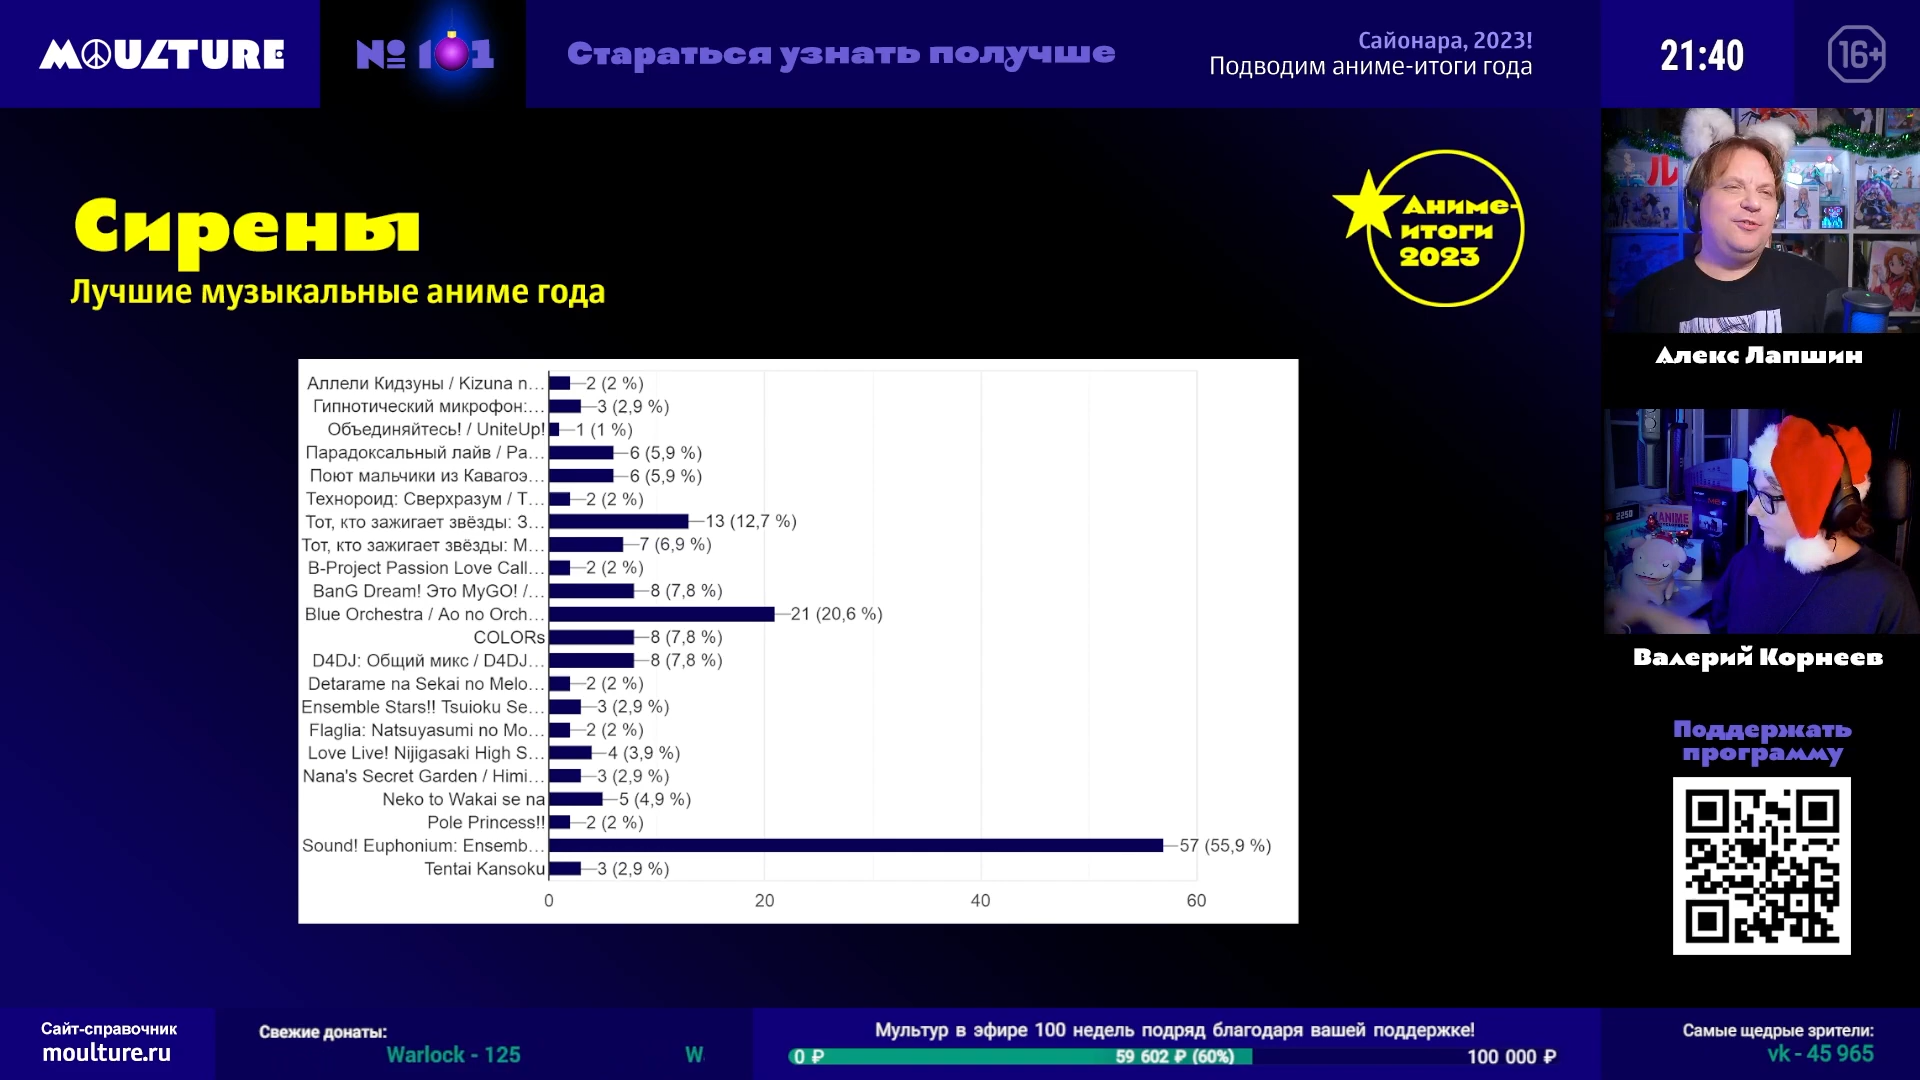 MOULTURE
№ 101
Стараться узнать получше
Сайонара, 2023!
Подводим аниме-итоги года
21:40
16+
Сирены
Лучшие музыкальные аниме года
Аниме-
итоги
2023
Аллели Кидзуны / Kizuna n… 2 (2 %)
Гипнотический микрофон:… 3 (2,9 %)
Объединяйтесь! / UniteUp! 1 (1 %)
Парадоксальный лайв / Pa… 6 (5,9 %)
Поют мальчики из Кавагоэ… 6 (5,9 %)
Технороид: Сверхразум / T… 2 (2 %)
Тот, кто зажигает звёзды: З… 13 (12,7 %)
Тот, кто зажигает звёзды: М… 7 (6,9 %)
B-Project Passion Love Call… 2 (2 %)
BanG Dream! Это MyGO! /… 8 (7,8 %)
Blue Orchestra / Ao no Orch… 21 (20,6 %)
COLORs 8 (7,8 %)
D4DJ: Общий микс / D4DJ… 8 (7,8 %)
Detarame na Sekai no Melo… 2 (2 %)
Ensemble Stars!! Tsuioku Se… 3 (2,9 %)
Flaglia: Natsuyasumi no Mo… 2 (2 %)
Love Live! Nijigasaki High S… 4 (3,9 %)
Nana's Secret Garden / Himi… 3 (2,9 %)
Neko to Wakai se na 5 (4,9 %)
Pole Princess!! 2 (2 %)
Sound! Euphonium: Ensemb… 57 (55,9 %)
Tentai Kansoku 3 (2,9 %)
0 20 40 60
ル
Алекс Лапшин
2250
ANIME
Валерий Корнеев
Поддержать
программу
Сайт-справочник
moulture.ru
Свежие донаты:
Warlock - 125 W
Мультур в эфире 100 недель подряд благодаря вашей поддержке!
0 ₽ 59 602 ₽ (60%) 100 000 ₽
Самые щедрые зрители:
vk - 45 965